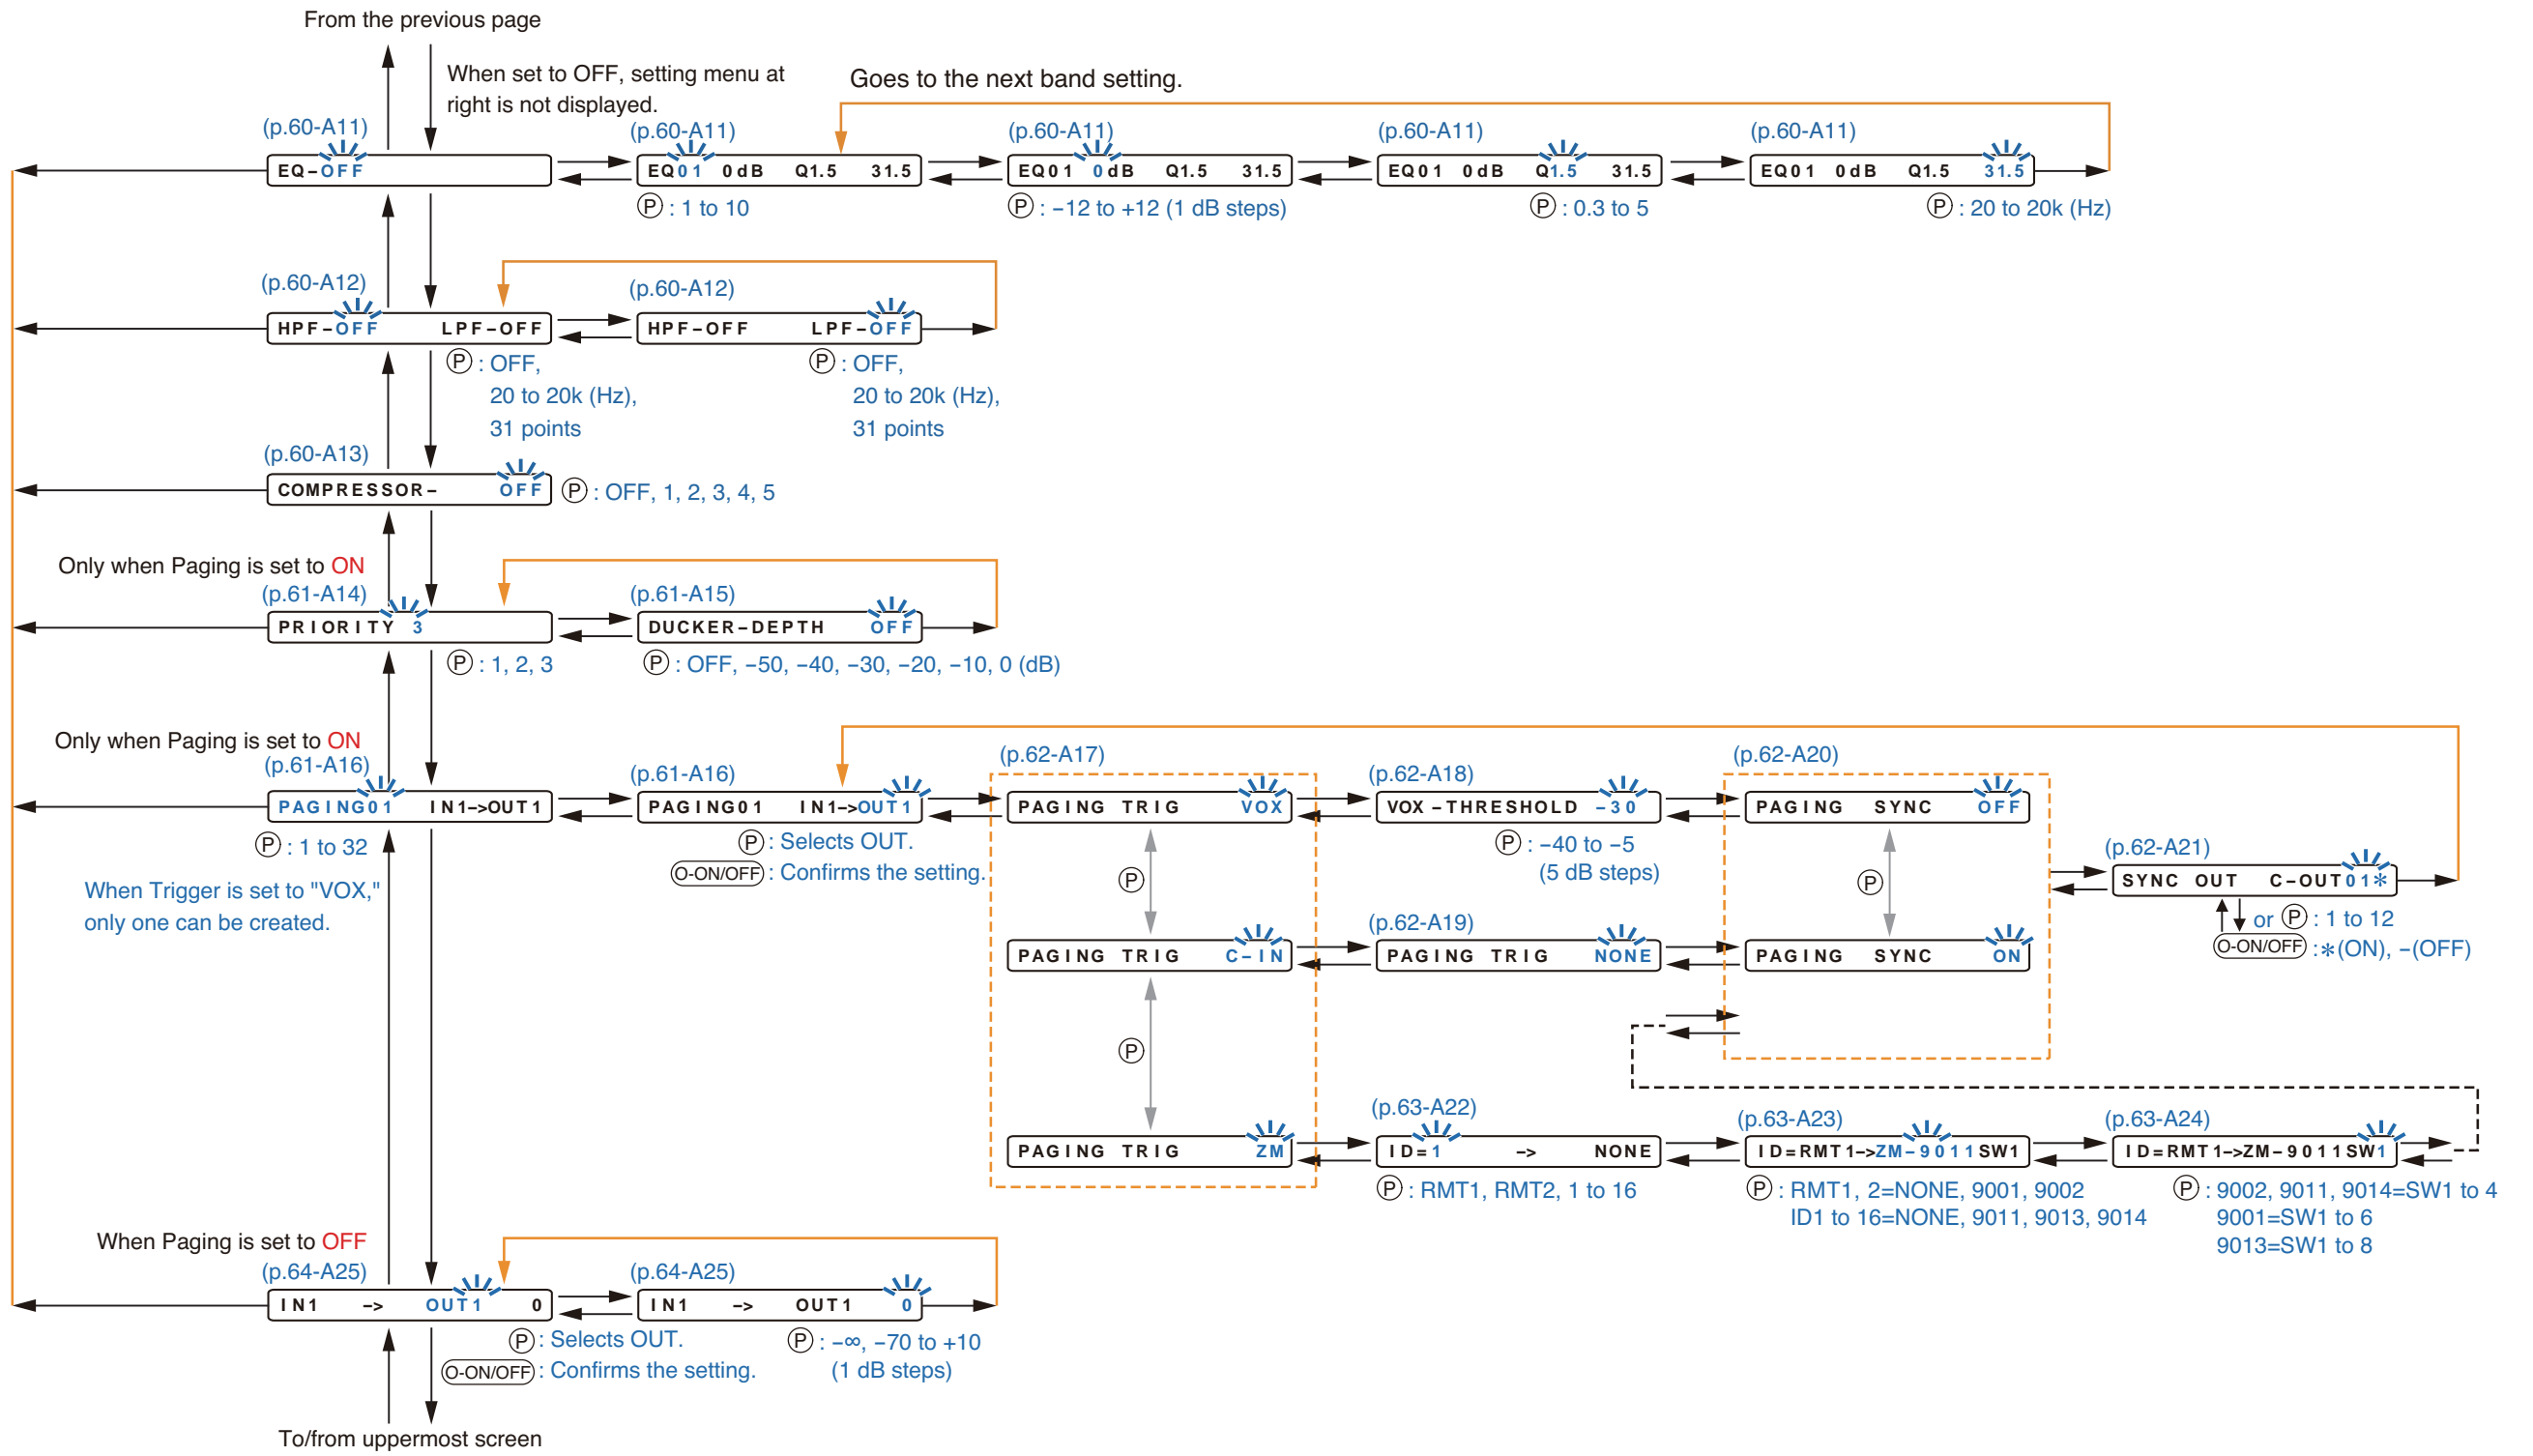 From the previous page
When set to OFF, setting menu at
right is not displayed.
Goes to the next band setting.
(p.60-A11)
(p.60-A11)
(p.60-A11)
(p.60-A11)
(p.60-A11)
EQ–OFF
EQ01 0dB Q1.5 31.5
EQ01 0dB Q1.5 31.5
EQ01 0dB Q1.5 31.5
EQ01 0dB Q1.5 31.5
Ⓟ : 1 to 10
Ⓟ : −12 to +12 (1 dB steps)
Ⓟ : 0.3 to 5
Ⓟ : 20 to 20k (Hz)
(p.60-A12)
(p.60-A12)
HPF–OFF LPF–OFF
HPF–OFF LPF–OFF
Ⓟ : OFF,
20 to 20k (Hz),
31 points
Ⓟ : OFF,
20 to 20k (Hz),
31 points
(p.60-A13)
COMPRESSOR– OFF
Ⓟ : OFF, 1, 2, 3, 4, 5
Only when Paging is set to ON
(p.61-A14)
(p.61-A15)
PRIORITY 3
DUCKER–DEPTH OFF
Ⓟ : 1, 2, 3
Ⓟ : OFF, −50, −40, −30, −20, −10, 0 (dB)
Only when Paging is set to ON
(p.61-A16)
(p.61-A16)
(p.62-A17)
(p.62-A18)
(p.62-A20)
PAGING01 IN1–>OUT1
PAGING01 IN1–>OUT1
PAGING TRIG VOX
VOX –THRESHOLD –30
PAGING SYNC OFF
Ⓟ : 1 to 32
Ⓟ : Selects OUT.
O-ON/OFF : Confirms the setting.
Ⓟ : −40 to −5
(5 dB steps)
(p.62-A21)
SYNC OUT C–OUT01*
or Ⓟ : 1 to 12
O-ON/OFF : *(ON), −(OFF)
When Trigger is set to "VOX,"
only one can be created.
Ⓟ
Ⓟ
(p.62-A19)
PAGING TRIG C–IN
PAGING TRIG NONE
PAGING SYNC ON
Ⓟ
(p.63-A22)
(p.63-A23)
(p.63-A24)
PAGING TRIG ZM
ID=1 –> NONE
ID=RMT1–>ZM–9011SW1
ID=RMT1–>ZM–9011SW1
Ⓟ : RMT1, RMT2, 1 to 16
Ⓟ : RMT1, 2=NONE, 9001, 9002
ID1 to 16=NONE, 9011, 9013, 9014
Ⓟ : 9002, 9011, 9014=SW1 to 4
9001=SW1 to 6
9013=SW1 to 8
When Paging is set to OFF
(p.64-A25)
(p.64-A25)
IN1 –> OUT1 0
IN1 –> OUT1 0
Ⓟ : Selects OUT.
O-ON/OFF : Confirms the setting.
Ⓟ : −∞, −70 to +10
(1 dB steps)
To/from uppermost screen